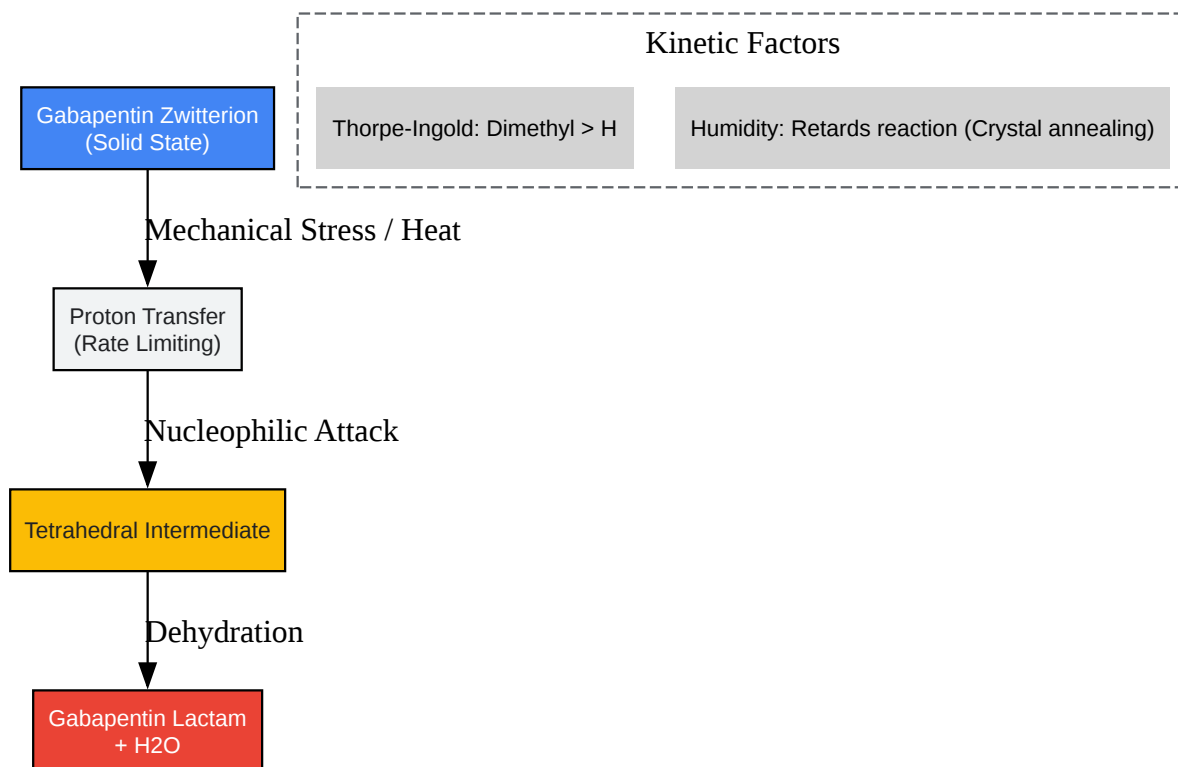 Kinetic Factors
Gabapentin Zwitterion
(Solid State)
Thorpe-Ingold: Dimethyl > H
Humidity: Retards reaction (Crystal annealing)
Mechanical Stress / Heat
Proton Transfer
(Rate Limiting)
Nucleophilic Attack
Tetrahedral Intermediate
Dehydration
Gabapentin Lactam
+ H2O